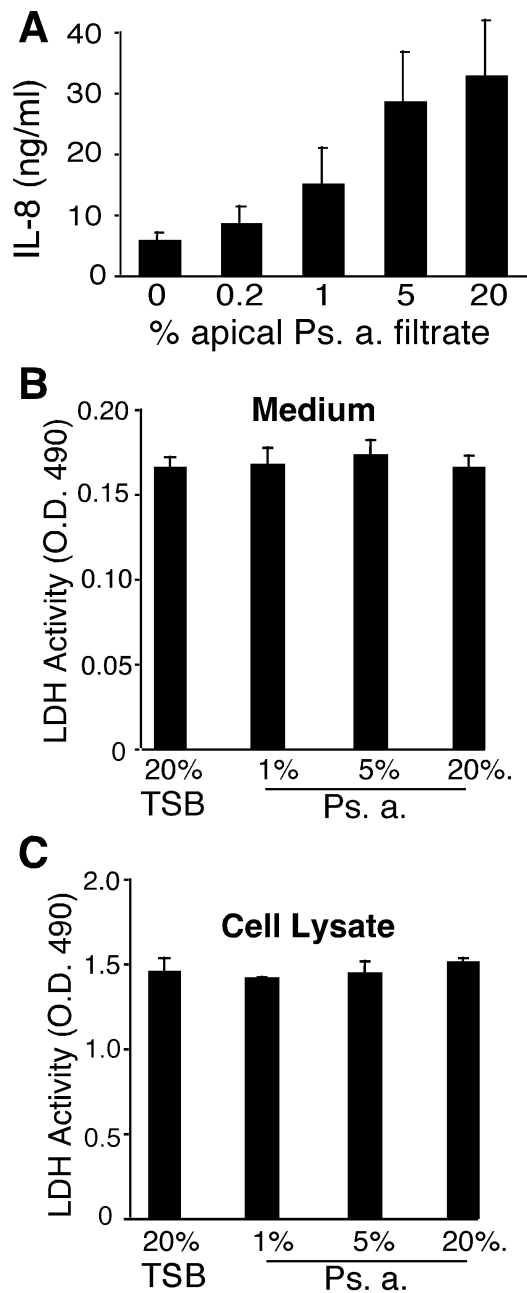 A
IL-8 (ng/ml)
40
30
20
10
0
0 0.2 1 5 20
% apical Ps. a. filtrate
B
Medium
LDH Activity (O.D. 490)
0.20
0.15
0.10
0.05
0
20% 1% 5% 20%.
TSB Ps. a.
C
Cell Lysate
LDH Activity (O.D. 490)
2.0
1.5
1.0
0.5
0
20% 1% 5% 20%.
TSB Ps. a.